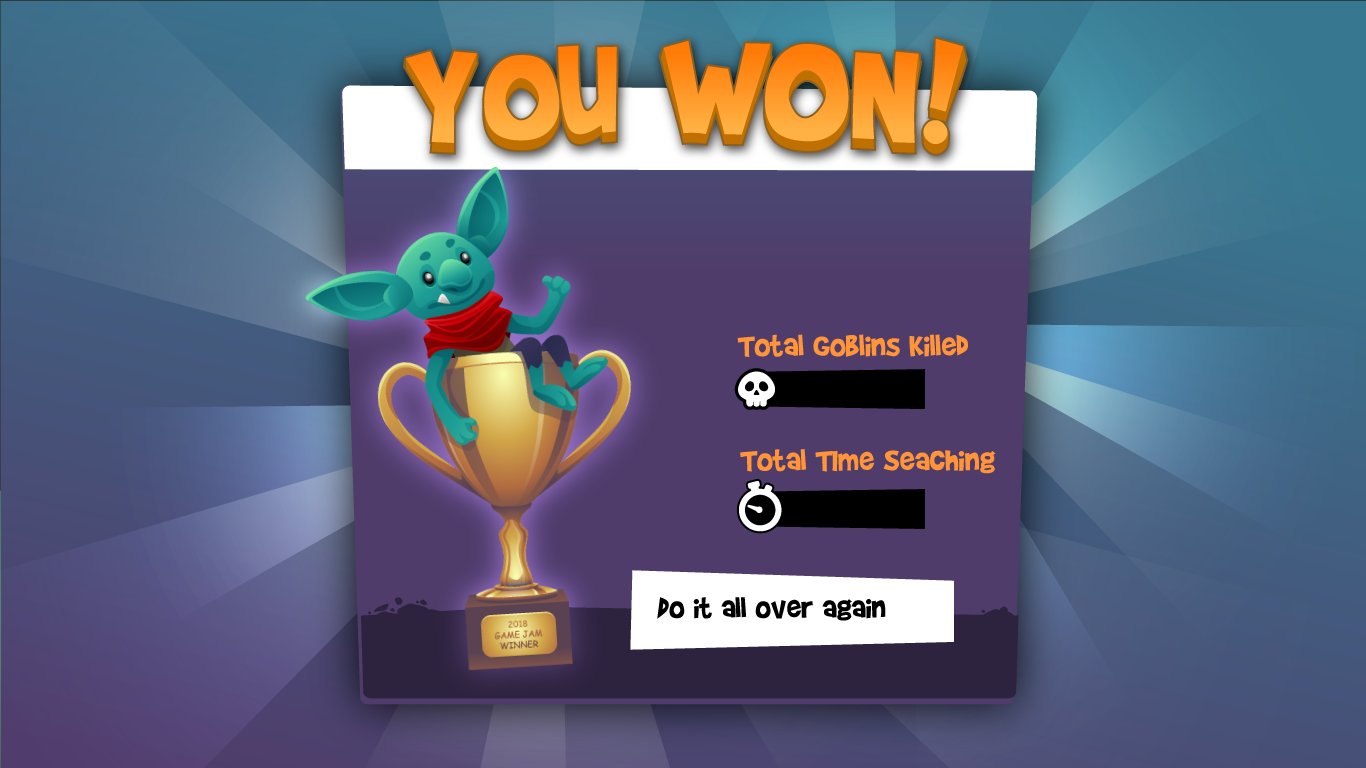 YOU WON!
Total Goblins Killed
Total Time Seaching
Do it all over again
2018
GAME JAM
WINNER